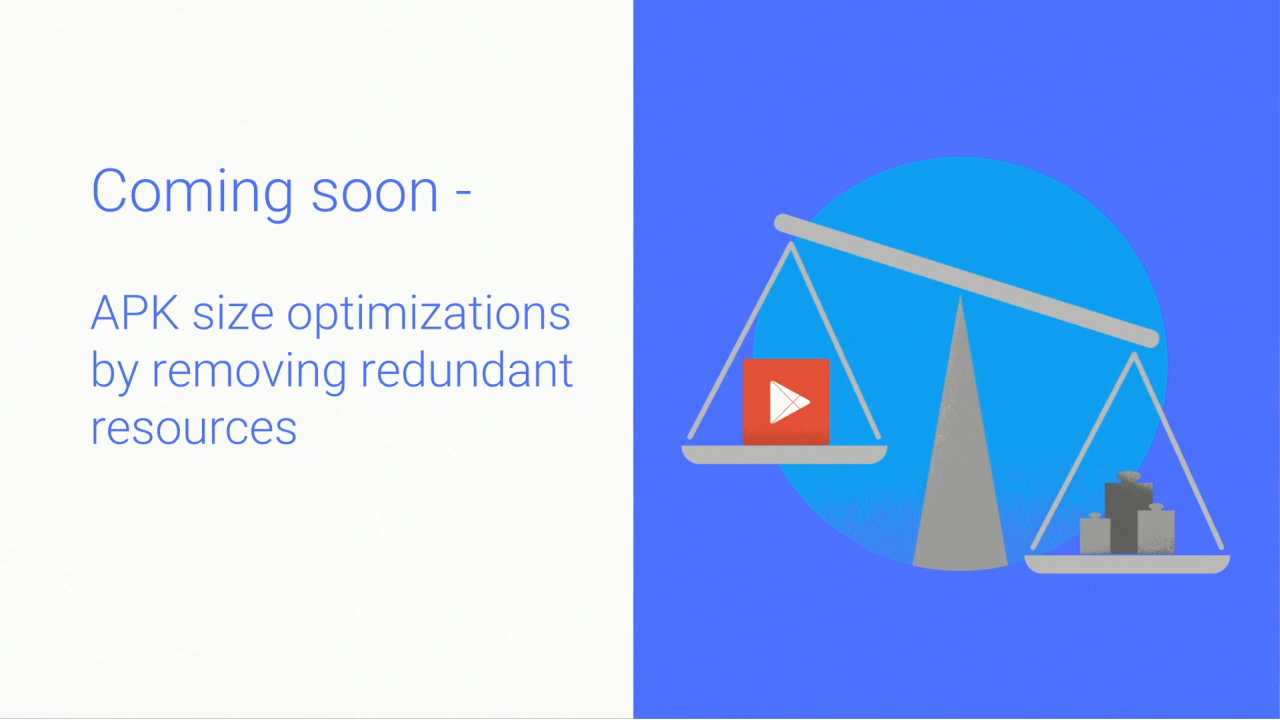 Coming soon -
APK size optimizations
by removing redundant
resources